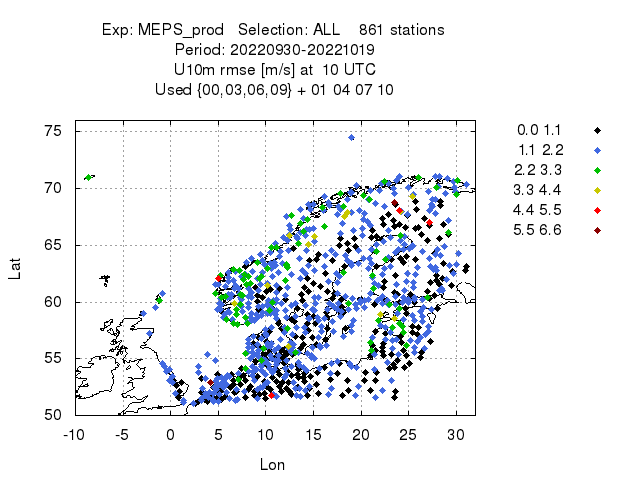 Exp: MEPS_prod   Selection: ALL    861 stations
Period: 20220930-20221019
U10m rmse [m/s] at  10 UTC
Used {00,03,06,09} + 01 04 07 10
75
70
65
60
55
50
Lat
-10 -5 0 5 10 15 20 25 30
Lon
0.0 1.1
1.1  2.2
2.2 3.3
3.3 4.4
4.4 5.5
5.5 6.6